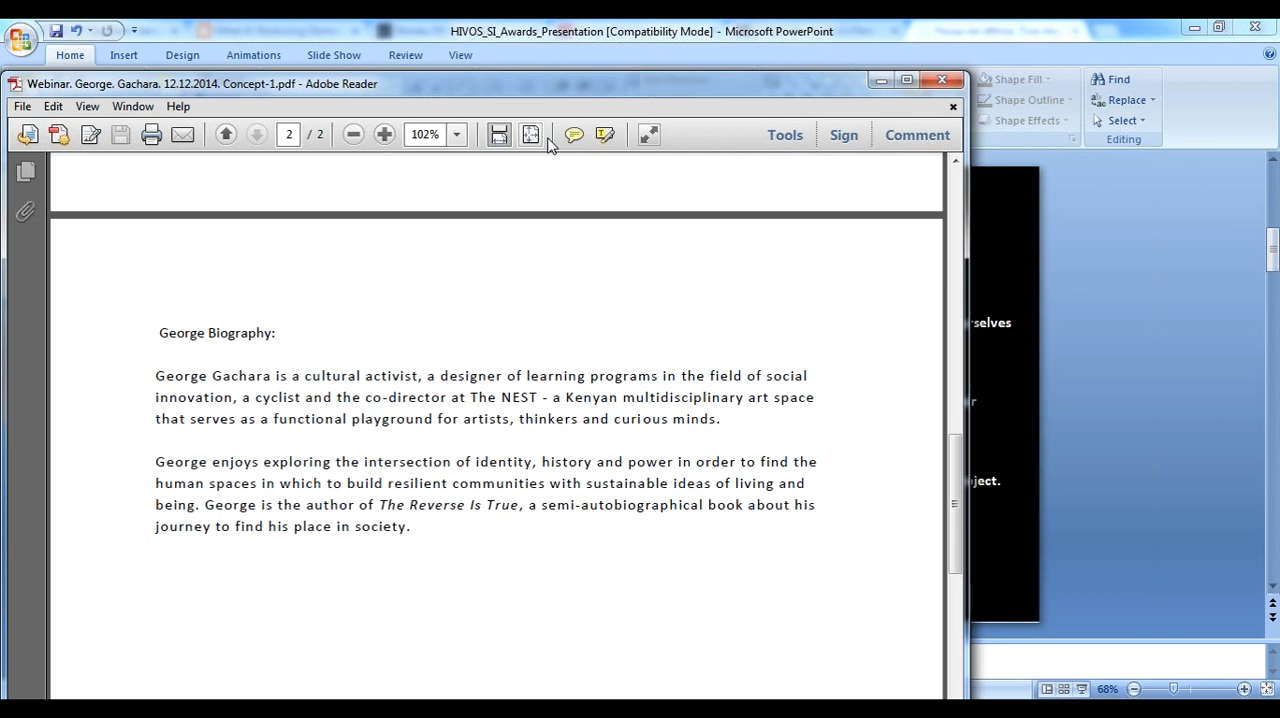 HIVOS_SI_Awards_Presentation [Compatibility Mode] - Microsoft PowerPoint
Home Insert Design Animations Slide Show Review View
Webinar. George. Gachara. 12.12.2014. Concept-1.pdf - Adobe Reader
Shape Fill Find
File Edit View Window Help
Shape Outline Replace
Shape Effects Select
2 / 2 102% Tools Sign Comment
Editing
rselves
George Biography:
George Gachara is a cultural activist, a designer of learning programs in the field of social
innovation, a cyclist and the co-director at The NEST - a Kenyan multidisciplinary art space
r
that serves as a functional playground for artists, thinkers and curious minds.
George enjoys exploring the intersection of identity, history and power in order to find the
human spaces in which to build resilient communities with sustainable ideas of living and
ject.
being. George is the author of The Reverse Is True, a semi-autobiographical book about his
journey to find his place in society.
68%